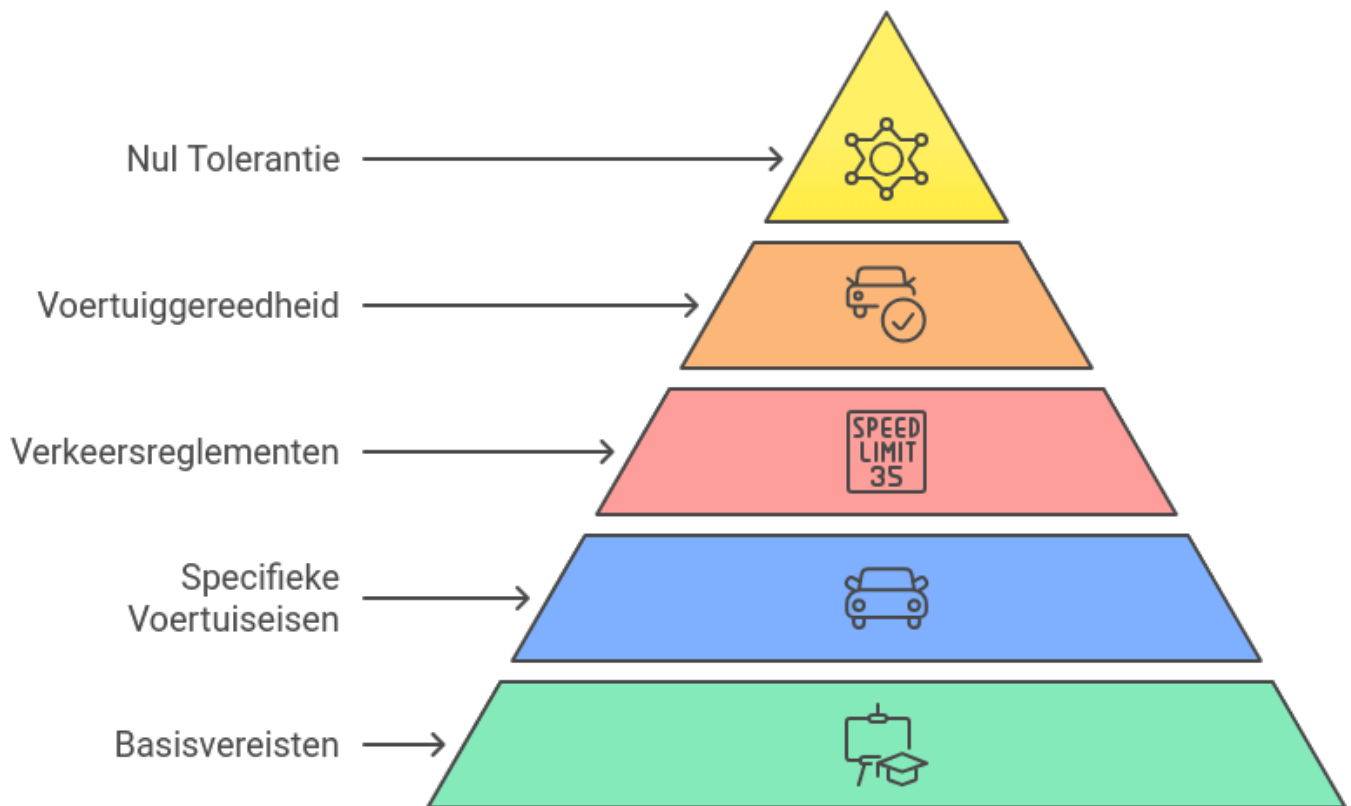 Nul Tolerantie
Voertuiggereedheid
SPEED
LIMIT
35
Verkeersreglementen
Specifieke
Voertuiseisen
Basisvereisten